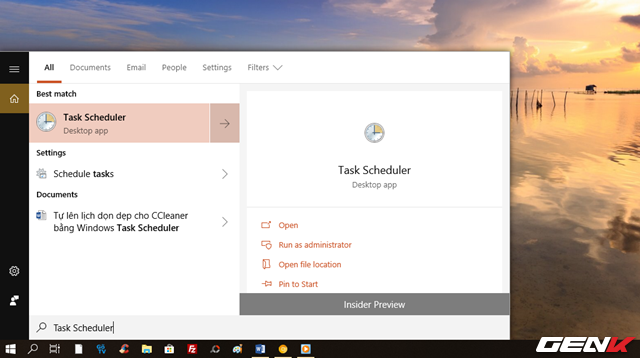 All Documents Email People Settings Filters
Best match
Task Scheduler
Desktop app
Settings
Schedule tasks
Documents
Tự lên lịch dọn dẹp cho CCleaner
bằng Windows Task Scheduler
Task Scheduler
Desktop app
Open
Run as administrator
Open file location
Pin to Start
Insider Preview
Task Scheduler
GENK